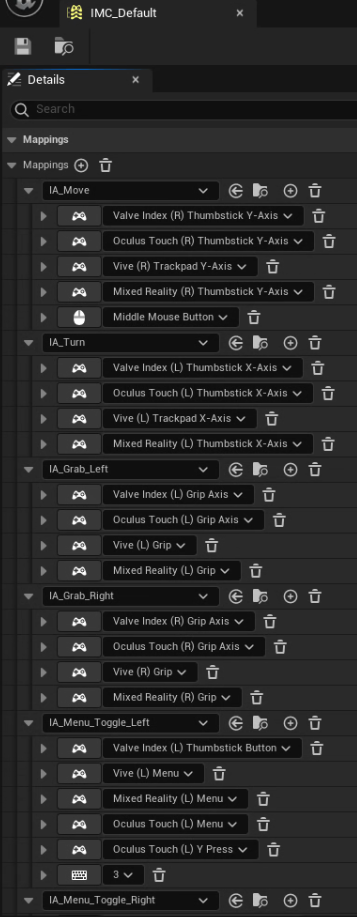 IMC_Default
Details
Search
Mappings
Mappings
IA_Move
Valve Index (R) Thumbstick Y-Axis
Oculus Touch (R) Thumbstick Y-Axis
Vive (R) Trackpad Y-Axis
Mixed Reality (R) Thumbstick Y-Axis
Middle Mouse Button
IA_Turn
Valve Index (L) Thumbstick X-Axis
Oculus Touch (L) Thumbstick X-Axis
Vive (L) Trackpad X-Axis
Mixed Reality (L) Thumbstick X-Axis
IA_Grab_Left
Valve Index (L) Grip Axis
Oculus Touch (L) Grip Axis
Vive (L) Grip
Mixed Reality (L) Grip
IA_Grab_Right
Valve Index (R) Grip Axis
Oculus Touch (R) Grip Axis
Vive (R) Grip
Mixed Reality (R) Grip
IA_Menu_Toggle_Left
Valve Index (L) Thumbstick Button
Vive (L) Menu
Mixed Reality (L) Menu
Oculus Touch (L) Menu
Oculus Touch (L) Y Press
3
IA_Menu_Toggle_Right